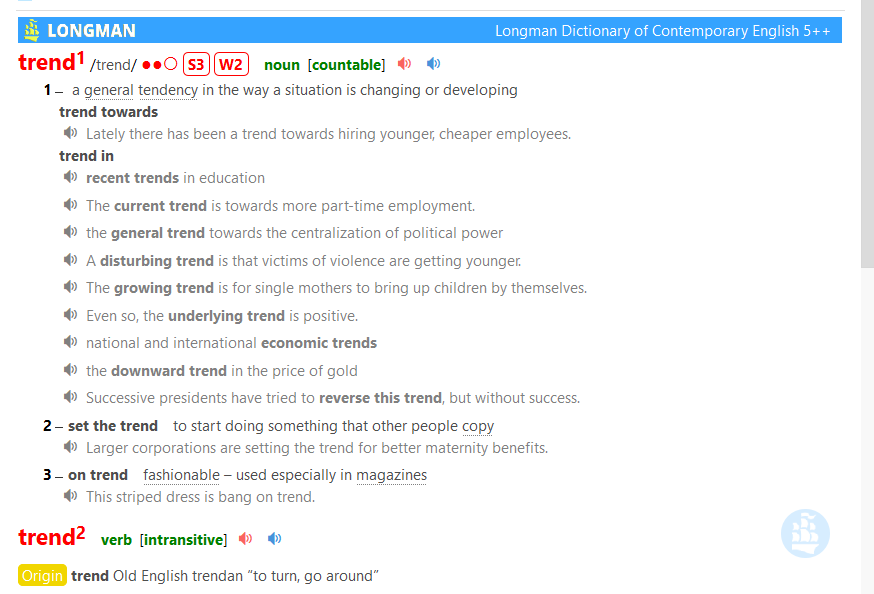 LONGMAN Longman Dictionary of Contemporary English 5++
trend1 /trend/ ●●○ S3 W2 noun [countable]
1 – a general tendency in the way a situation is changing or developing
trend towards
Lately there has been a trend towards hiring younger, cheaper employees.
trend in
recent trends in education
The current trend is towards more part-time employment.
the general trend towards the centralization of political power
A disturbing trend is that victims of violence are getting younger.
The growing trend is for single mothers to bring up children by themselves.
Even so, the underlying trend is positive.
national and international economic trends
the downward trend in the price of gold
Successive presidents have tried to reverse this trend, but without success.
2 – set the trend to start doing something that other people copy
Larger corporations are setting the trend for better maternity benefits.
3 – on trend fashionable – used especially in magazines
This striped dress is bang on trend.
trend2 verb [intransitive]
Origin trend Old English trendan “to turn, go around”